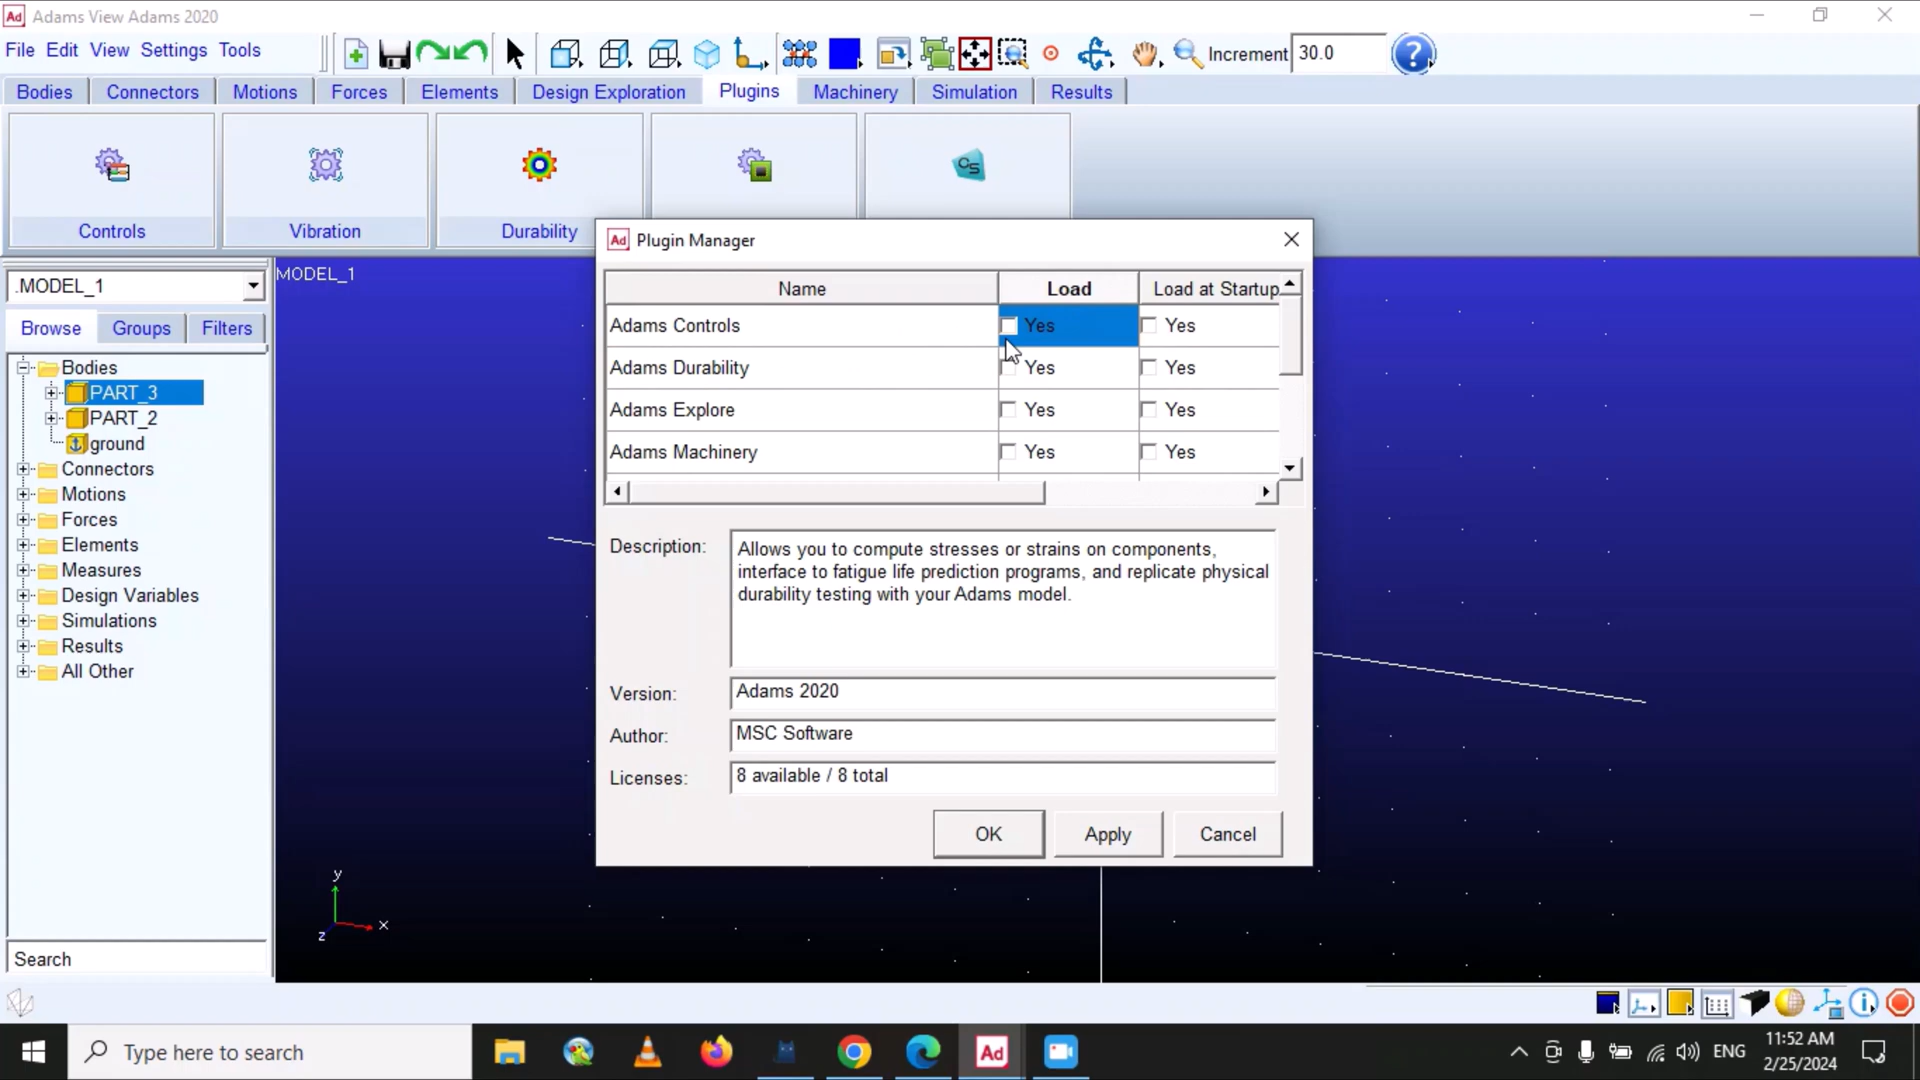 Ad Adams View Adams 2020
File Edit View Settings Tools
Increment 30.0 ?
Bodies Connectors Motions Forces Elements Design Exploration Plugins Machinery Simulation Results
CS
Controls Vibration Durability
Ad Plugin Manager
.MODEL_1
MODEL_1
Name Load Load at Startup
Browse Groups Filters
Adams Controls Yes Yes
Adams Durability Yes Yes
Adams Explore Yes Yes
Adams Machinery Yes Yes
Bodies
PART_3
PART_2
ground
Connectors
Motions
Forces
Elements
Measures
Design Variables
Simulations
Results
All Other
Description: Allows you to compute stresses or strains on components,
interface to fatigue life prediction programs, and replicate physical
durability testing with your Adams model.
Version: Adams 2020
Author: MSC Software
Licenses: 8 available / 8 total
OK Apply Cancel
y
x
z
Search
Type here to search
Ad
ENG
11:52 AM
2/25/2024